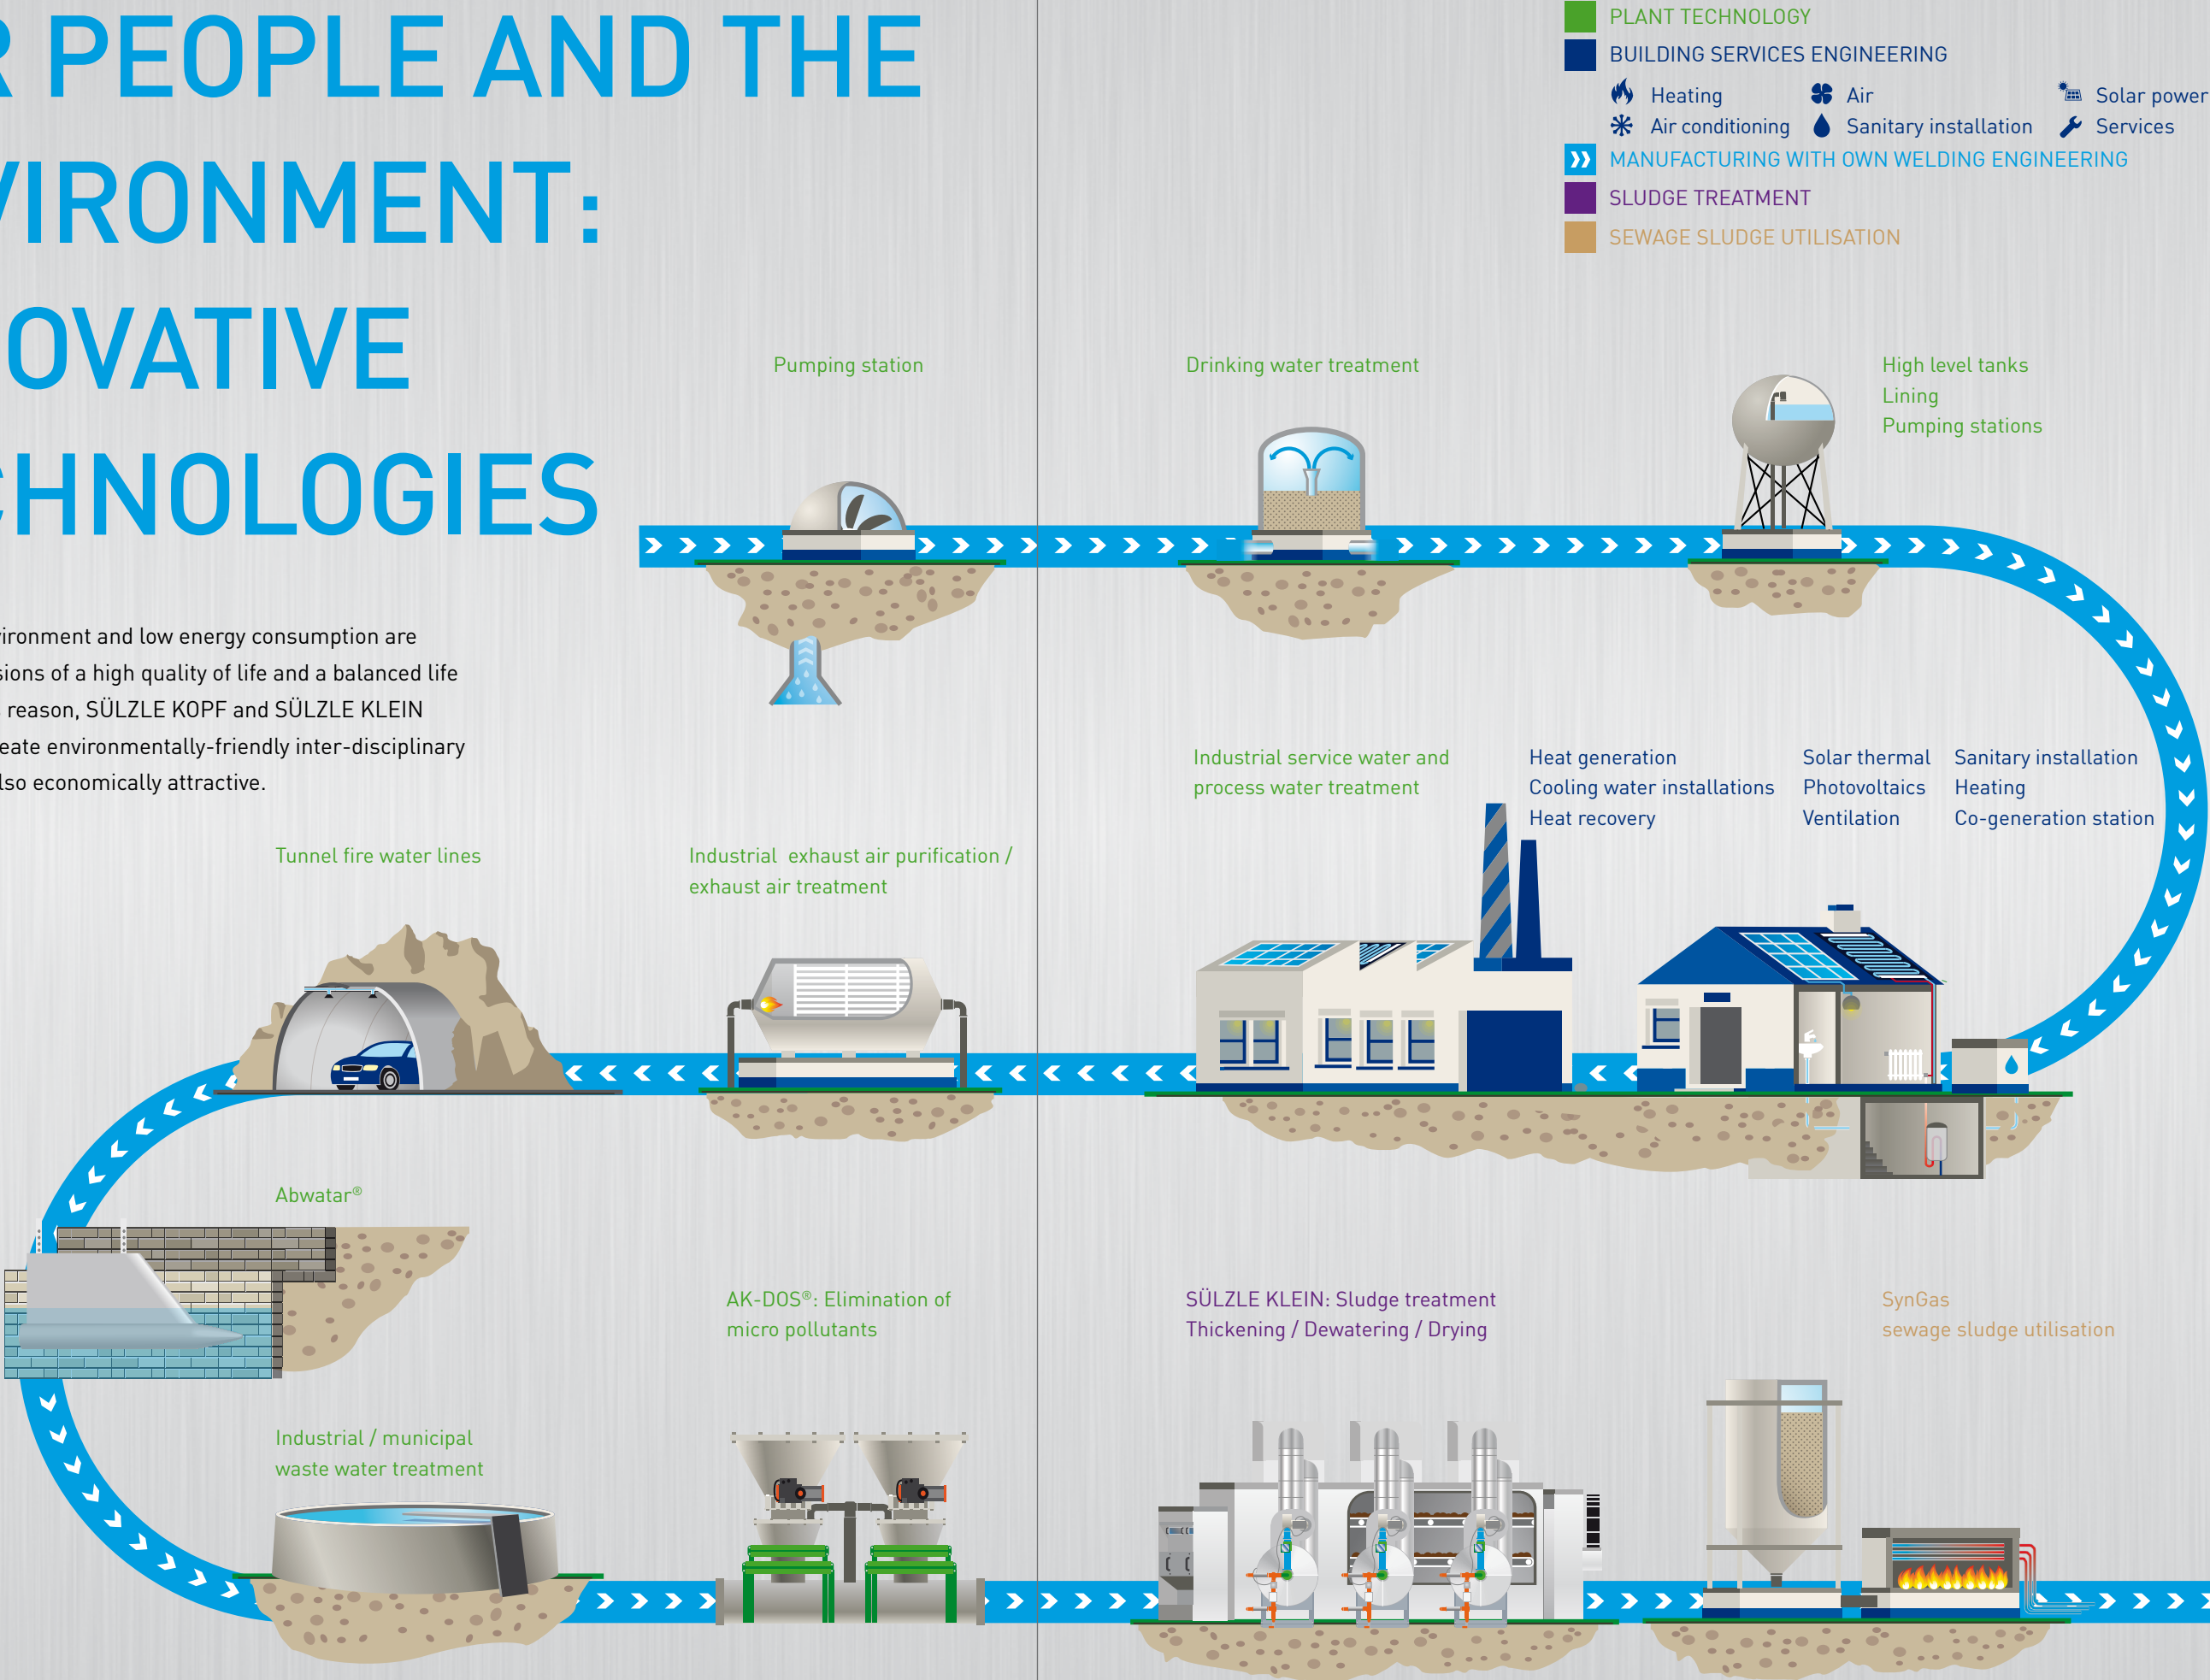 R PEOPLE AND THE
VIRONMENT:
OVATIVE
CHNOLOGIES
vironment and low energy consumption are
sions of a high quality of life and a balanced life
reason, SÜLZLE KOPF and SÜLZLE KLEIN
eate environmentally-friendly inter-disciplinary
lso economically attractive.
PLANT TECHNOLOGY
BUILDING SERVICES ENGINEERING
Heating Air Solar power
Air conditioning Sanitary installation Services
MANUFACTURING WITH OWN WELDING ENGINEERING
SLUDGE TREATMENT
SEWAGE SLUDGE UTILISATION
Pumping station
Drinking water treatment
High level tanks
Lining
Pumping stations
Industrial service water and
process water treatment
Heat generation
Cooling water installations
Heat recovery
Solar thermal
Photovoltaics
Ventilation
Sanitary installation
Heating
Co-generation station
Tunnel fire water lines
Industrial exhaust air purification /
exhaust air treatment
Abwatar®
AK-DOS®: Elimination of
micro pollutants
SÜLZLE KLEIN: Sludge treatment
Thickening / Dewatering / Drying
SynGas
sewage sludge utilisation
Industrial / municipal
waste water treatment